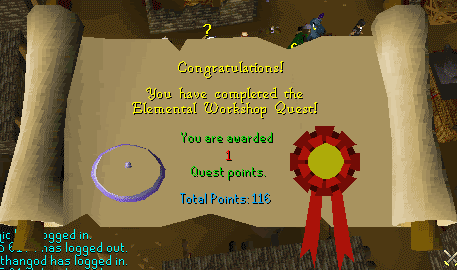 ?
Congratulations!
You have completed the
Elemental Workshop Quest!
You are awarded
1
Quest points.
Total Points: 116
logged in.
has logged out.
thangod has logged in.